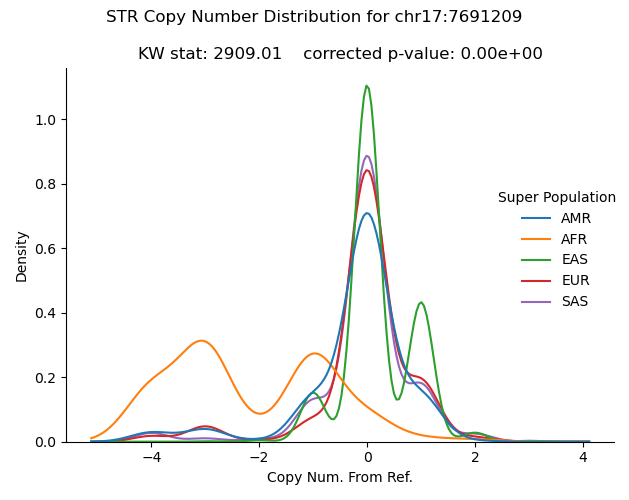 STR Copy Number Distribution for chr17:7691209
KW stat: 2909.01    corrected p-value: 0.00e+00
1.0
0.8
0.6
0.4
0.2
0.0
Density
−4
−2
0
2
4
Copy Num. From Ref.
Super Population
AMR
AFR
EAS
EUR
SAS